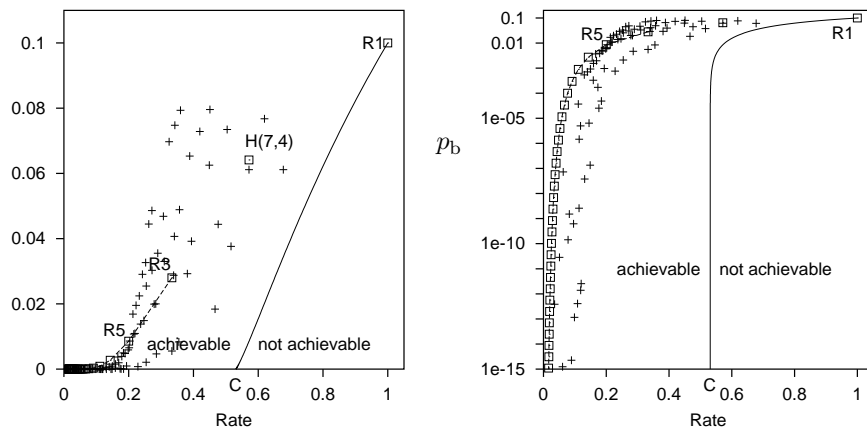 0.1
0.08
0.06
0.04
0.02
0
R1
H(7,4)
R3
R5
achievable
not achievable
0
0.2
0.4
C
0.6
0.8
1
Rate
p_b
0.1
0.01
1e-05
1e-10
1e-15
R5
R1
achievable
not achievable
0
0.2
0.4
C
0.6
0.8
1
Rate